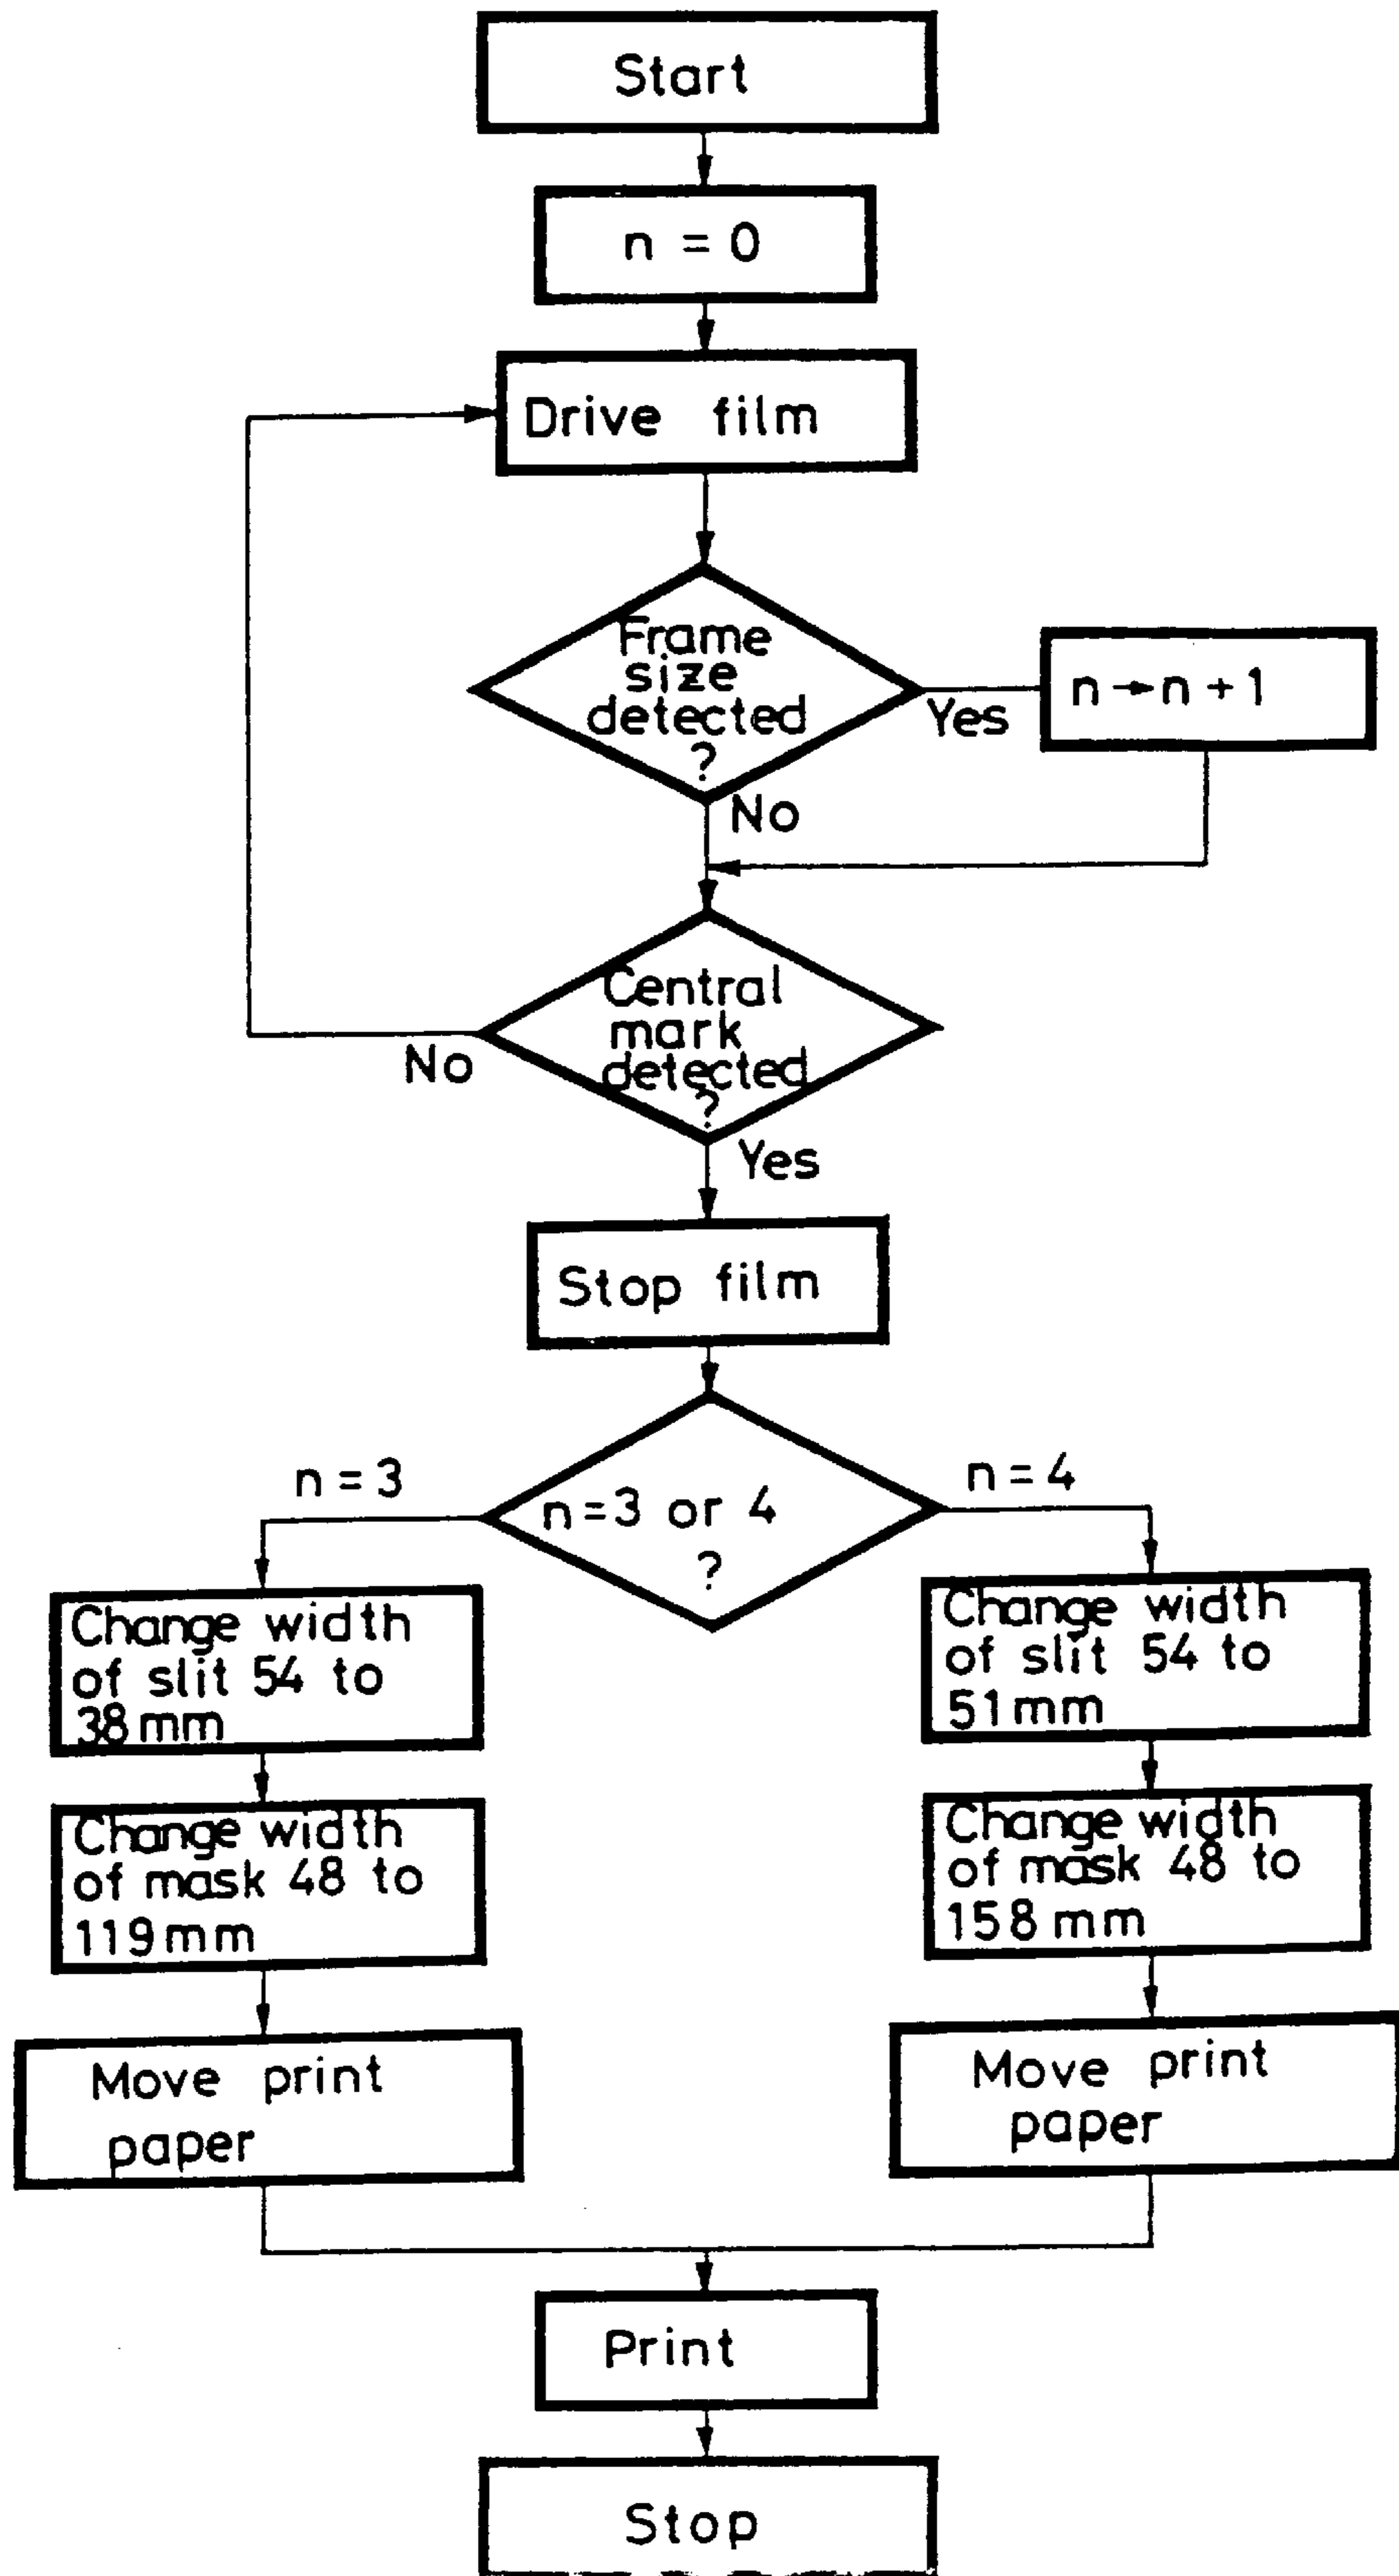 Start
n = 0
Drive film
Frame
size
detected
?
Yes
n → n + 1
No
Central
mark
detected
?
No
Yes
Stop film
n = 3
n=3 or 4
?
n = 4
Change width
of slit 54 to
38 mm
Change width
of slit 54 to
51 mm
Change width
of mask 48 to
119 mm
Change width
of mask 48 to
158 mm
Move print
paper
Move print
paper
Print
Stop